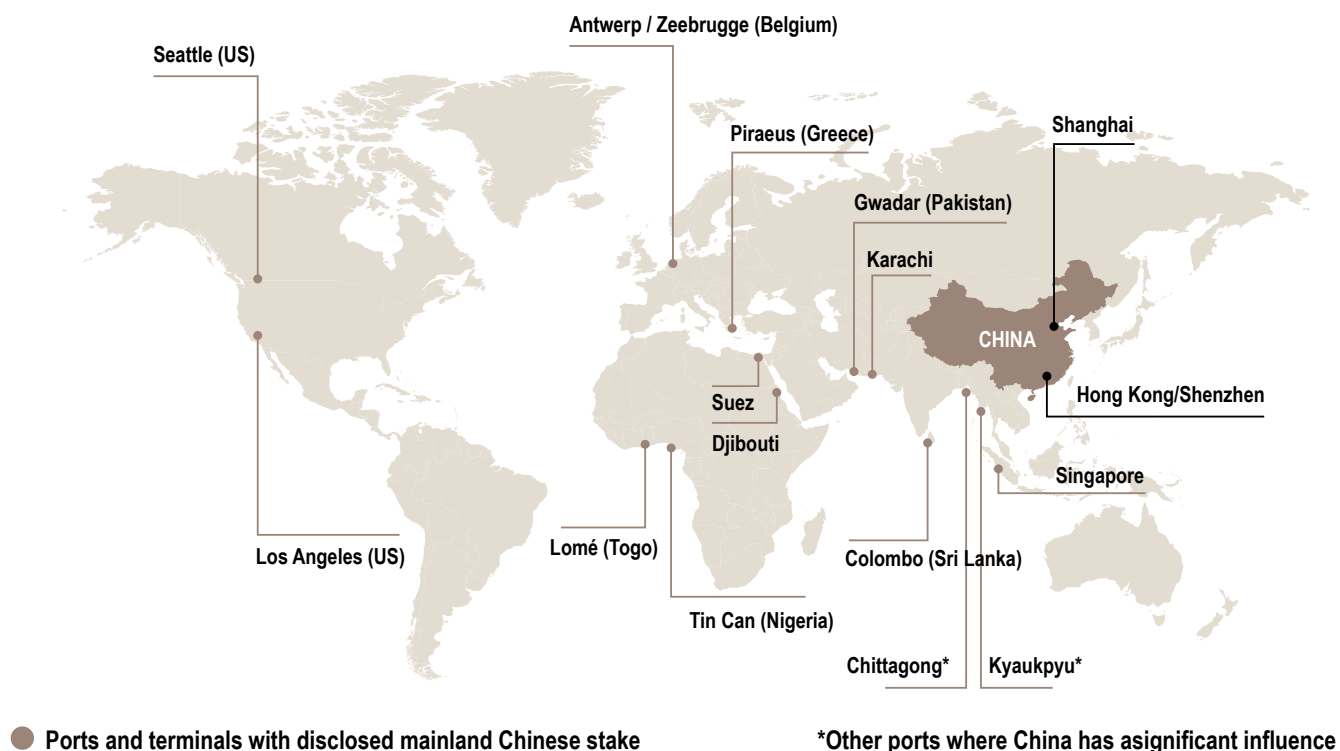 Antwerp / Zeebrugge (Belgium)
Seattle (US)
Shanghai
Piraeus (Greece)
Gwadar (Pakistan)
Karachi
CHINA
Hong Kong/Shenzhen
Suez
Djibouti
Singapore
Lomé (Togo)
Los Angeles (US)
Colombo (Sri Lanka)
Tin Can (Nigeria)
Chittagong*
Kyaukpyu*
Ports and terminals with disclosed mainland Chinese stake
*Other ports where China has asignificant influence